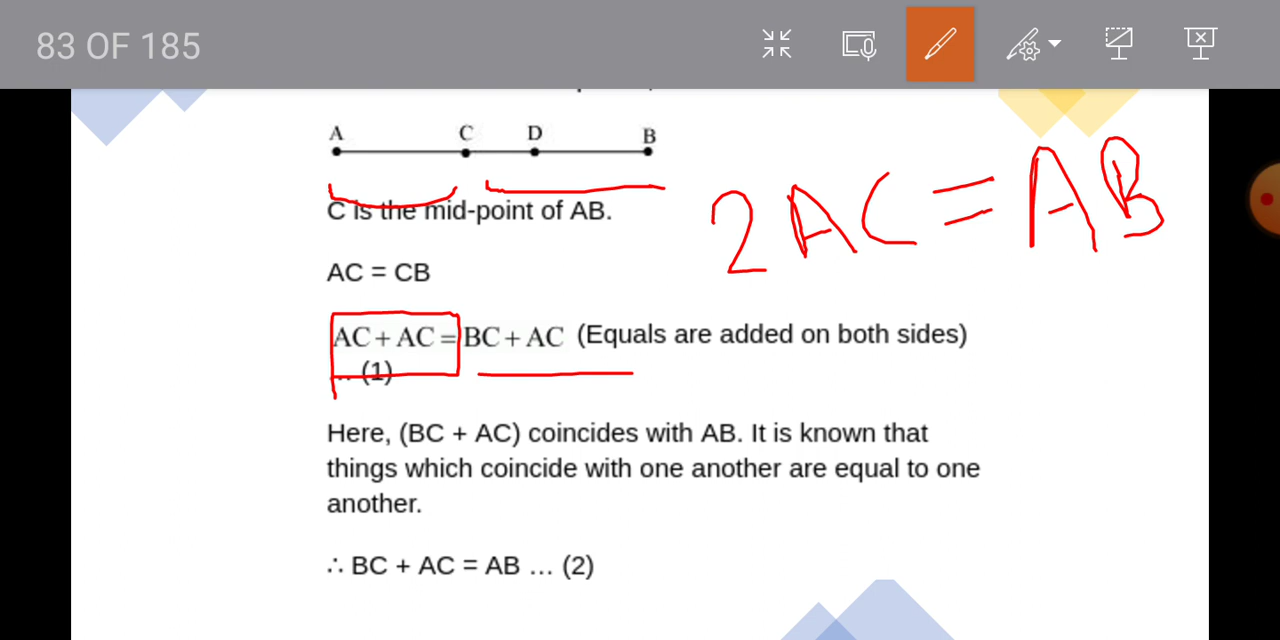 83 OF 185
A C D B
2AC = AB
C is the mid-point of AB.
AC = CB
AC + AC = BC + AC (Equals are added on both sides)
... (1)
Here, (BC + AC) coincides with AB. It is known that
things which coincide with one another are equal to one
another.
∴ BC + AC = AB … (2)